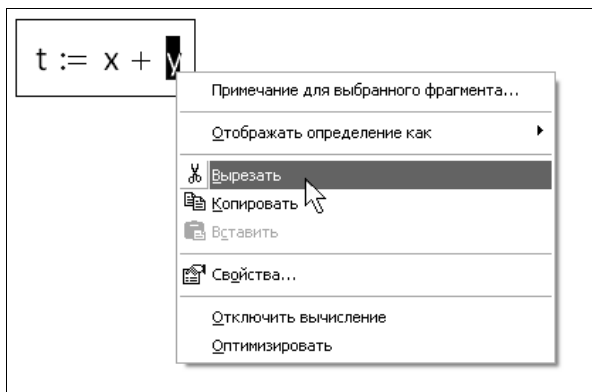 t := x + y
Примечание для выбранного фрагмента...
Отображать определение как
Вырезать
Копировать
Вставить
Свойства...
Отключить вычисление
Оптимизировать